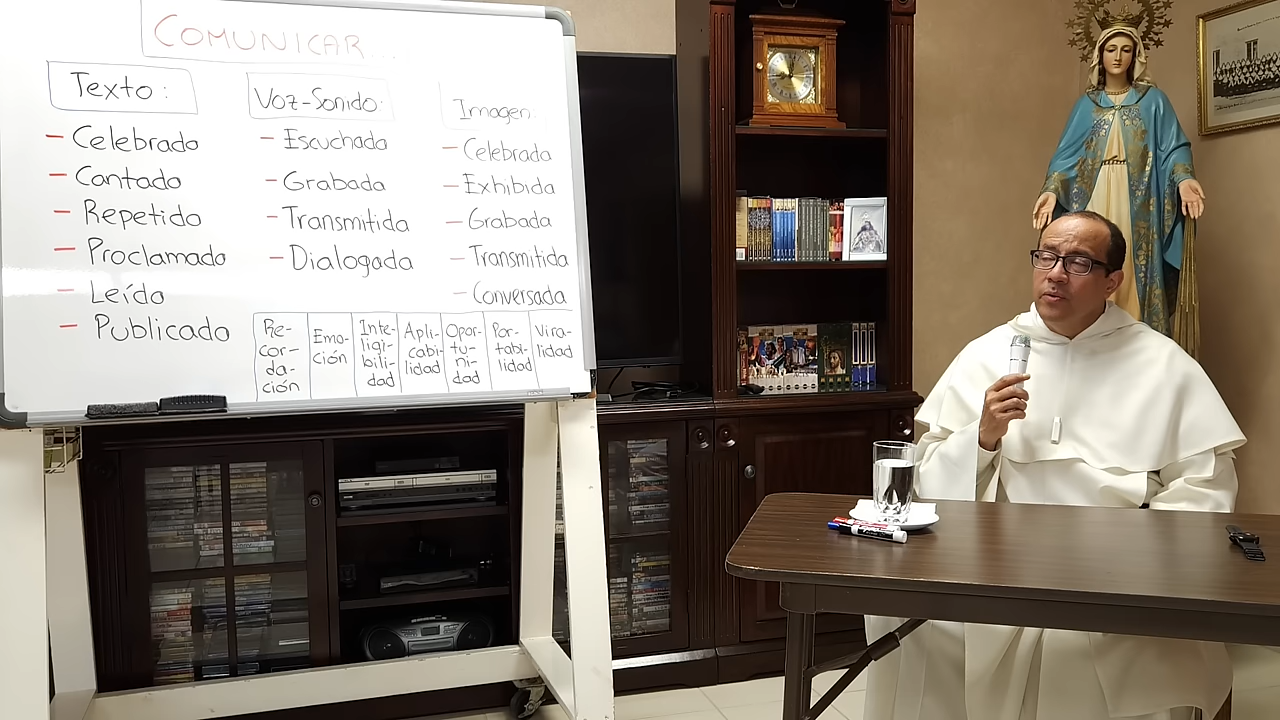 COMUNICAR...
Texto:
- Celebrado
- Cantado
- Repetido
- Proclamado
- Leído
- Publicado
Voz-Sonido:
- Escuchada
- Grabada
- Transmitida
- Dialogada
Imagen:
- Celebrada
- Exhibida
- Grabada
- Transmitida
- Conversada
Re-
cor-
da-
ción
Emo-
ción
Inte-
ligi-
bili-
dad
Apli-
cabi-
lidad
Opor-
tu-
ni-
dad
Por-
tabi-
lidad
Vira-
lidad